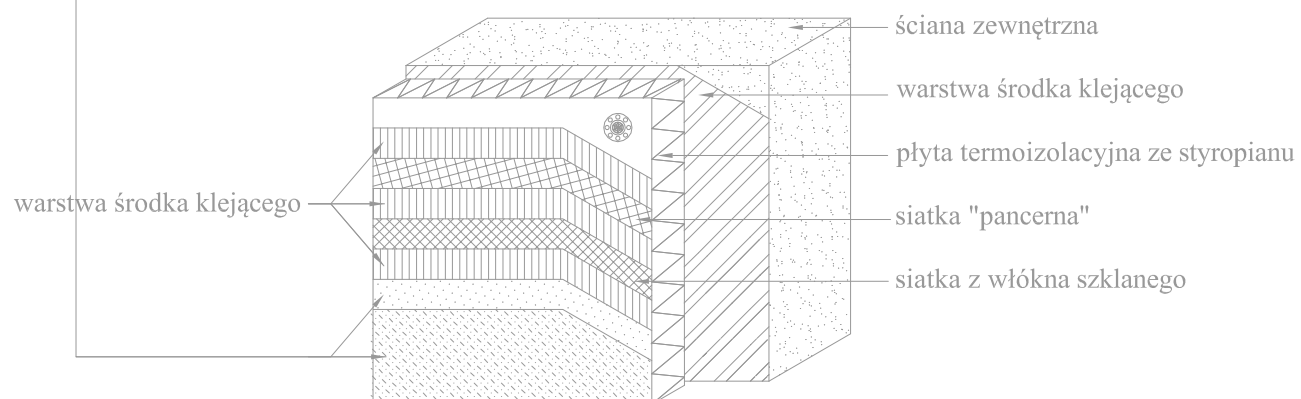 ściana zewnętrzna
warstwa środka klejącego
płyta termoizolacyjna ze styropianu
warstwa środka klejącego
siatka "pancerna"
siatka z włókna szklanego